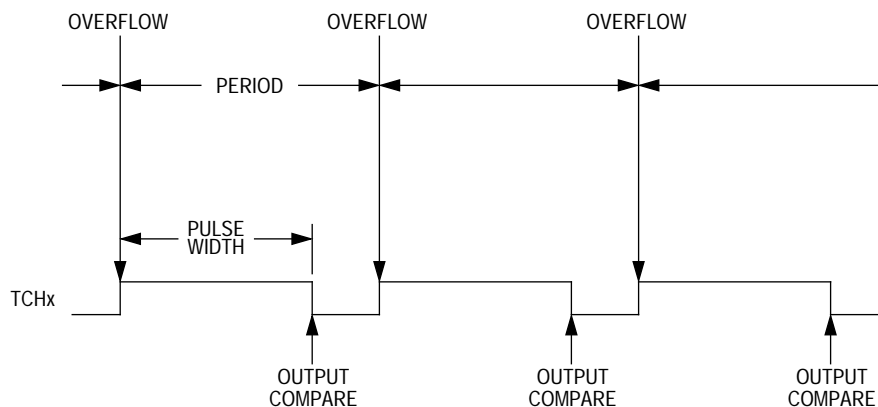 OVERFLOW OVERFLOW OVERFLOW
PERIOD
PULSE
WIDTH
TCHx
OUTPUT
COMPARE
OUTPUT
COMPARE
OUTPUT
COMPARE